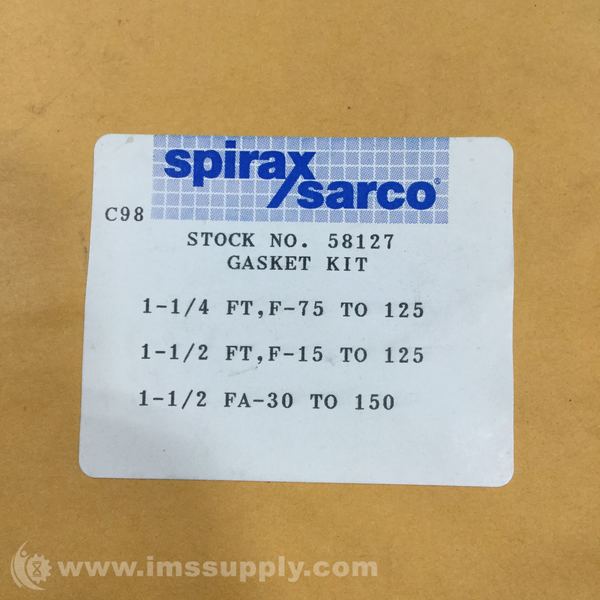 spirax
sarco®
C98
STOCK NO. 58127
GASKET KIT
1-1/4 FT,F-75 TO 125
1-1/2 FT,F-15 TO 125
1-1/2 FA-30 TO 150
www.imssupply.com